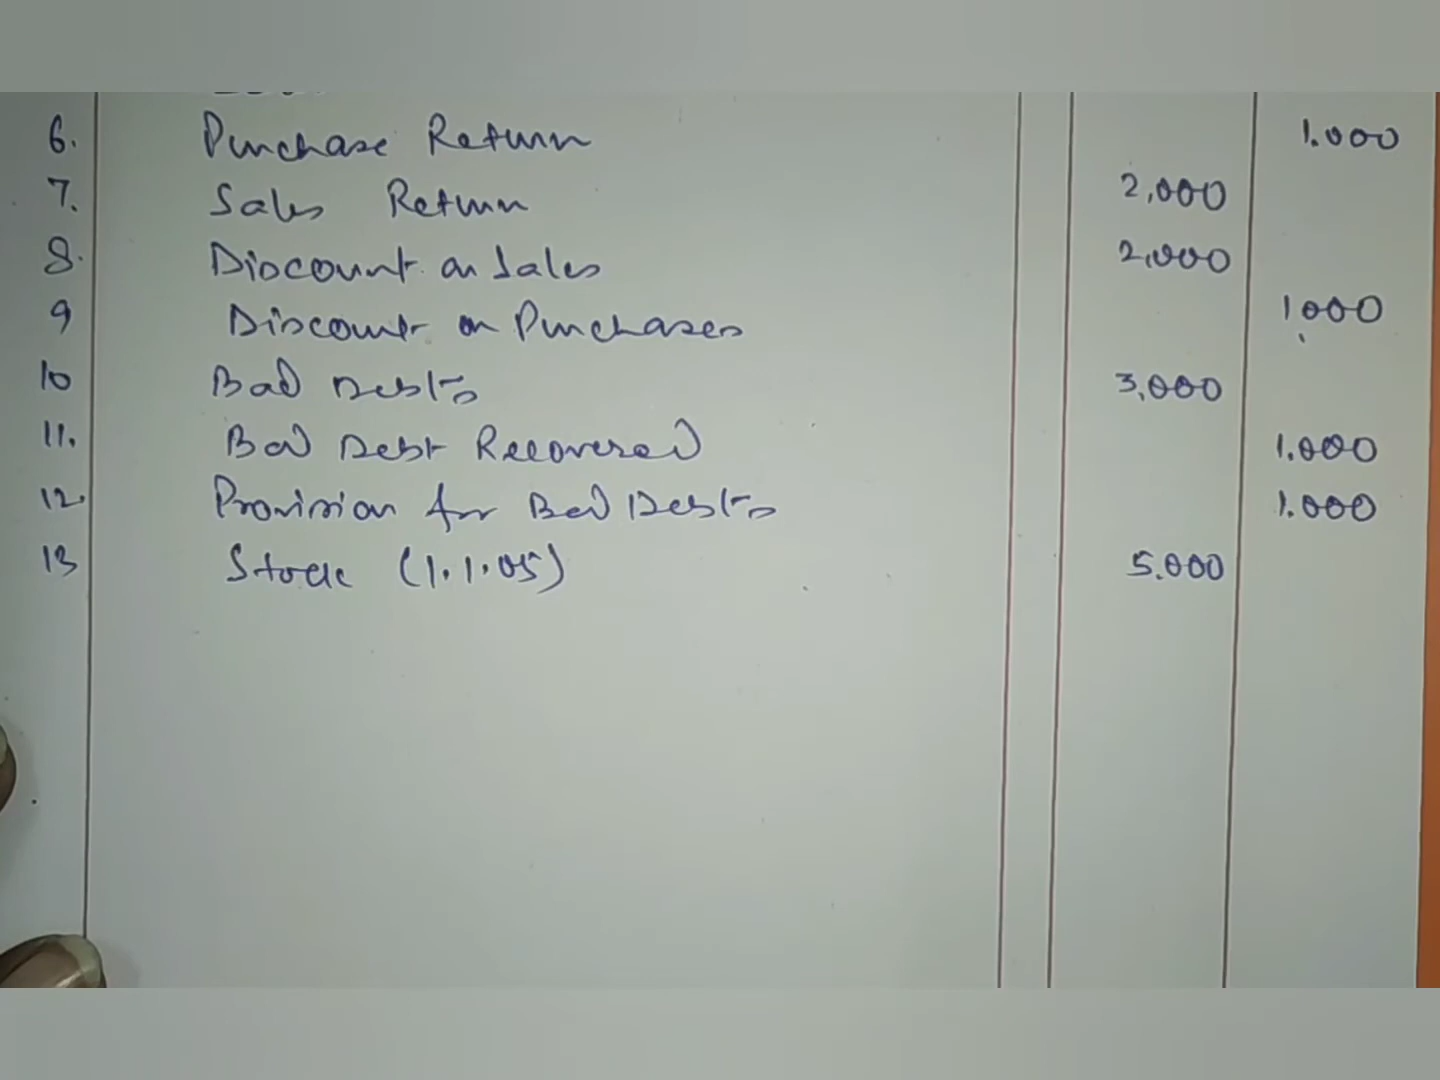 6. Purchase Return 1.000
7. Sales Return 2,000
8. Discount on Sales 2,000
9 Discount on Purchases 1000
10 Bad Debts 3,000
11. Bad Debt Recovered 1.000
12. Provision for Bad Debts 1.000
13 Stock (1.1.05) 5.000